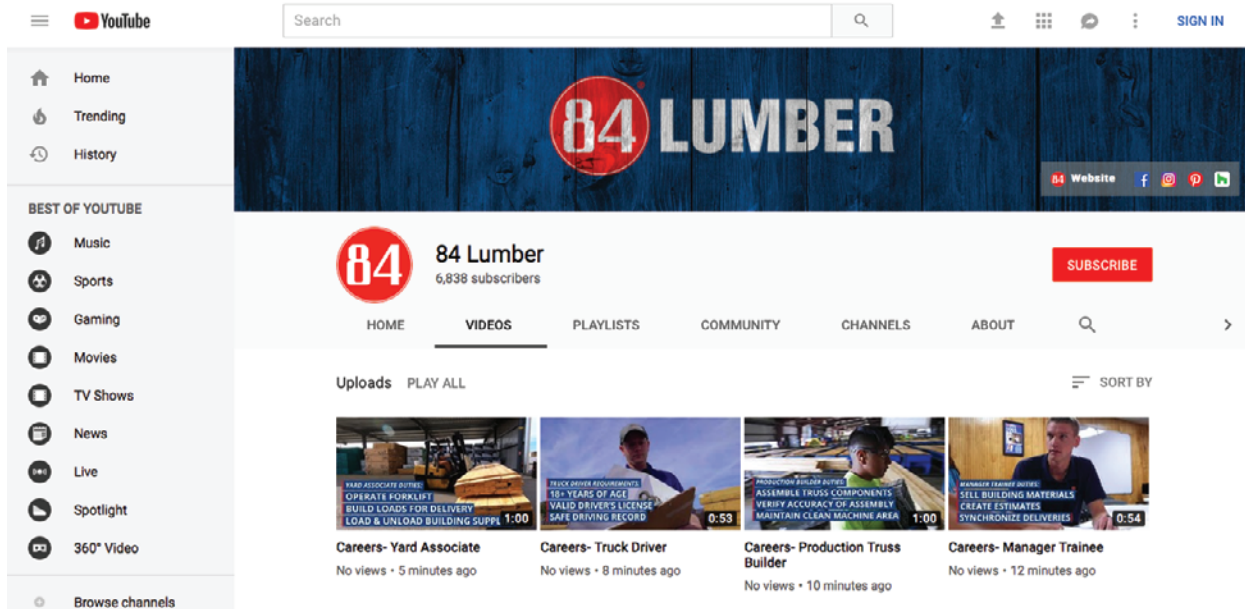 YouTube
Search
SIGN IN
Home
Trending
History
BEST OF YOUTUBE
Music
Sports
Gaming
Movies
TV Shows
News
Live
Spotlight
360° Video
Browse channels
84 LUMBER
84 Website
84
84 Lumber
6,838 subscribers
SUBSCRIBE
HOME VIDEOS PLAYLISTS COMMUNITY CHANNELS ABOUT
Uploads PLAY ALL
SORT BY
YARD ASSOCIATE DUTIES:
OPERATE FORKLIFT
BUILD LOADS FOR DELIVERY
LOAD & UNLOAD BUILDING SUPPL
1:00
Careers- Yard Associate
No views • 5 minutes ago
TRUCK DRIVER REQUIREMENTS:
18+ YEARS OF AGE
VALID DRIVER'S LICENSE
SAFE DRIVING RECORD
0:53
Careers- Truck Driver
No views • 8 minutes ago
PRODUCTION BUILDER DUTIES:
ASSEMBLE TRUSS COMPONENTS
VERIFY ACCURACY OF ASSEMBLY
MAINTAIN CLEAN MACHINE AREA
1:00
Careers- Production Truss
Builder
No views • 10 minutes ago
MANAGER TRAINEE DUTIES:
SELL BUILDING MATERIALS
CREATE ESTIMATES
SYNCHRONIZE DELIVERIES
0:54
Careers- Manager Trainee
No views • 12 minutes ago